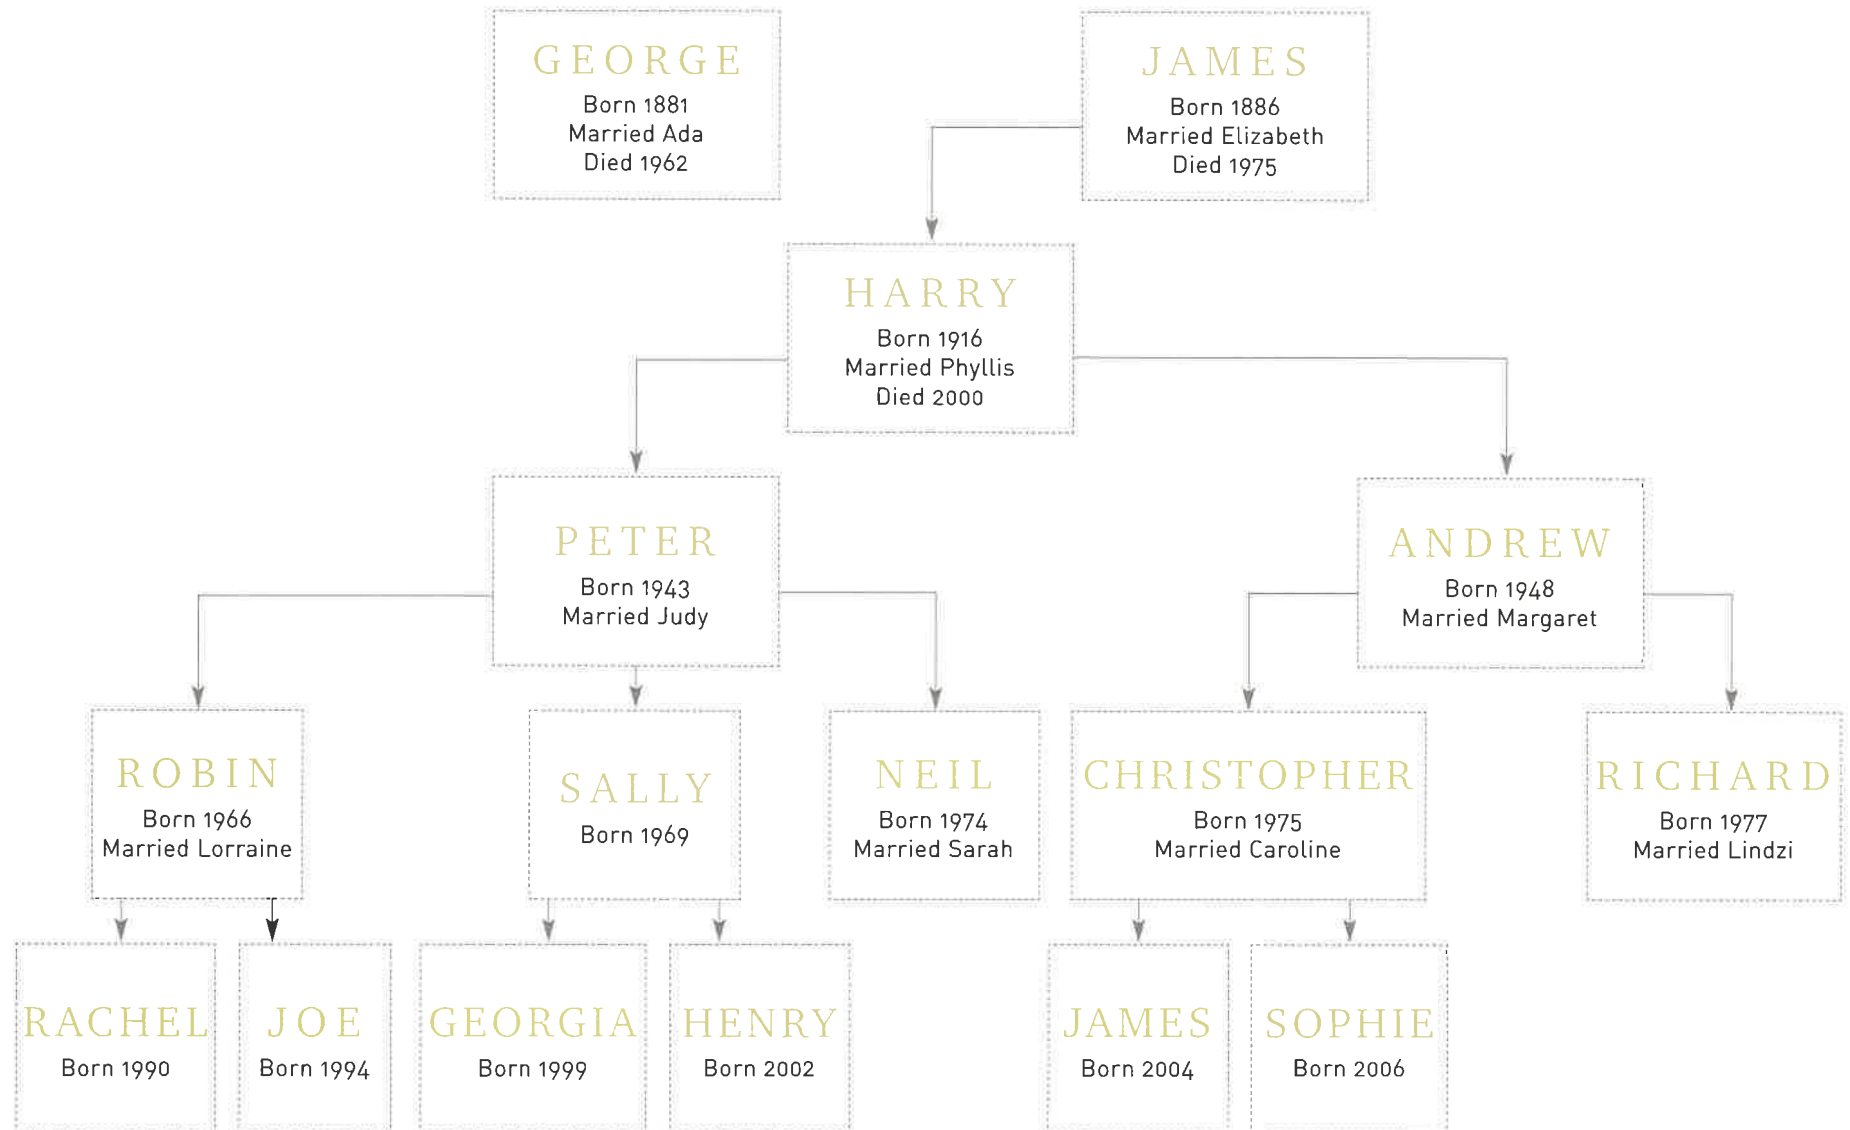 GEORGE
Born 1881
Married Ada
Died 1962
JAMES
Born 1886
Married Elizabeth
Died 1975
HARRY
Born 1916
Married Phyllis
Died 2000
PETER
Born 1943
Married Judy
ANDREW
Born 1948
Married Margaret
ROBIN
Born 1966
Married Lorraine
SALLY
Born 1969
NEIL
Born 1974
Married Sarah
CHRISTOPHER
Born 1975
Married Caroline
RICHARD
Born 1977
Married Lindzi
RACHEL
Born 1990
JOE
Born 1994
GEORGIA
Born 1999
HENRY
Born 2002
JAMES
Born 2004
SOPHIE
Born 2006